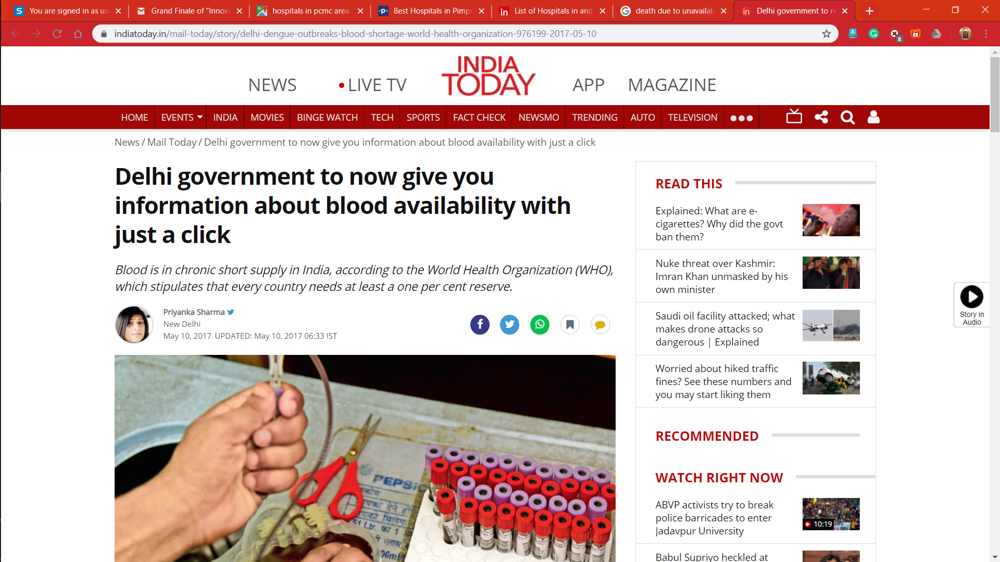 You are signed in as us
Grand Finale of “Innova
hospitals in pcmc area
Best Hospitals in Pimpr
List of Hospitals in and
death due to unavailab
Delhi government to n
indiatoday.in/mail-today/story/delhi-dengue-outbreaks-blood-shortage-world-health-organization-976199-2017-05-10
8
NEWS
LIVE TV
INDIA
TODAY
APP
MAGAZINE
HOME
EVENTS
INDIA
MOVIES
BINGE WATCH
TECH
SPORTS
FACT CHECK
NEWSMO
TRENDING
AUTO
TELEVISION
News / Mail Today / Delhi government to now give you information about blood availability with just a click
Delhi government to now give you
information about blood availability with
just a click
Blood is in chronic short supply in India, according to the World Health Organization (WHO),
which stipulates that every country needs at least a one per cent reserve.
Priyanka Sharma
New Delhi
May 10, 2017 UPDATED: May 10, 2017 06:33 IST
PEPSi
READ THIS
Explained: What are e-
cigarettes? Why did the govt
ban them?
Nuke threat over Kashmir:
Imran Khan unmasked by his
own minister
Saudi oil facility attacked; what
makes drone attacks so
dangerous | Explained
Worried about hiked traffic
fines? See these numbers and
you may start liking them
RECOMMENDED
WATCH RIGHT NOW
ABVP activists try to break
police barricades to enter
Jadavpur University
10:19
Babul Supriyo heckled at
Story in
Audio